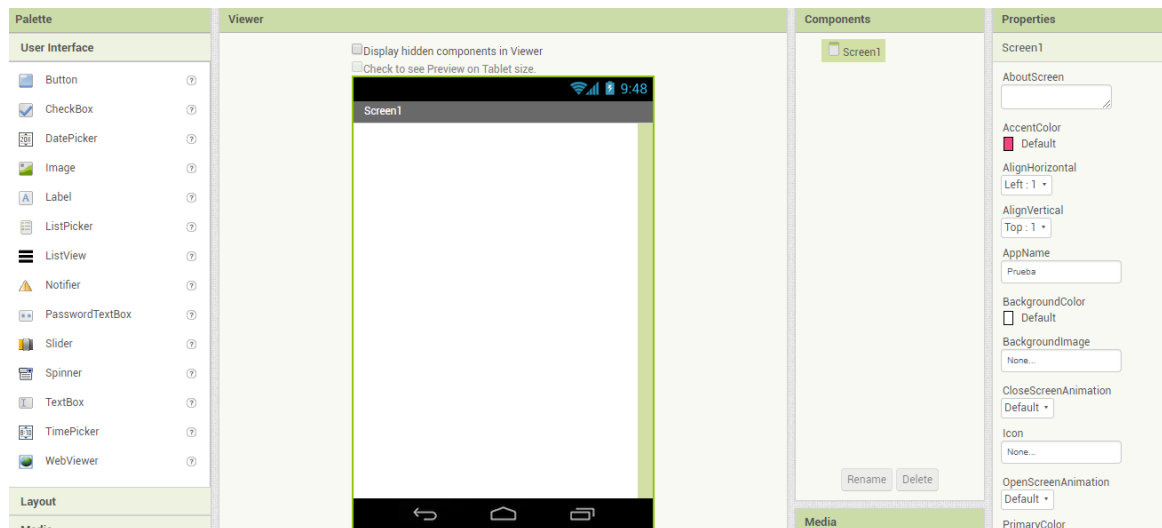 Palette
User Interface
Button
CheckBox
DatePicker
Image
Label
ListPicker
ListView
Notifier
PasswordTextBox
Slider
Spinner
TextBox
TimePicker
WebViewer
Layout
Media
Viewer
Display hidden components in Viewer
Check to see Preview on Tablet size.
9:48
Screen1
Components
Screen1
Rename Delete
Media
Properties
Screen1
AboutScreen
AccentColor
Default
AlignHorizontal
Left : 1
AlignVertical
Top : 1
AppName
Prueba
BackgroundColor
Default
BackgroundImage
None...
CloseScreenAnimation
Default
Icon
None...
OpenScreenAnimation
Default
PrimaryColor